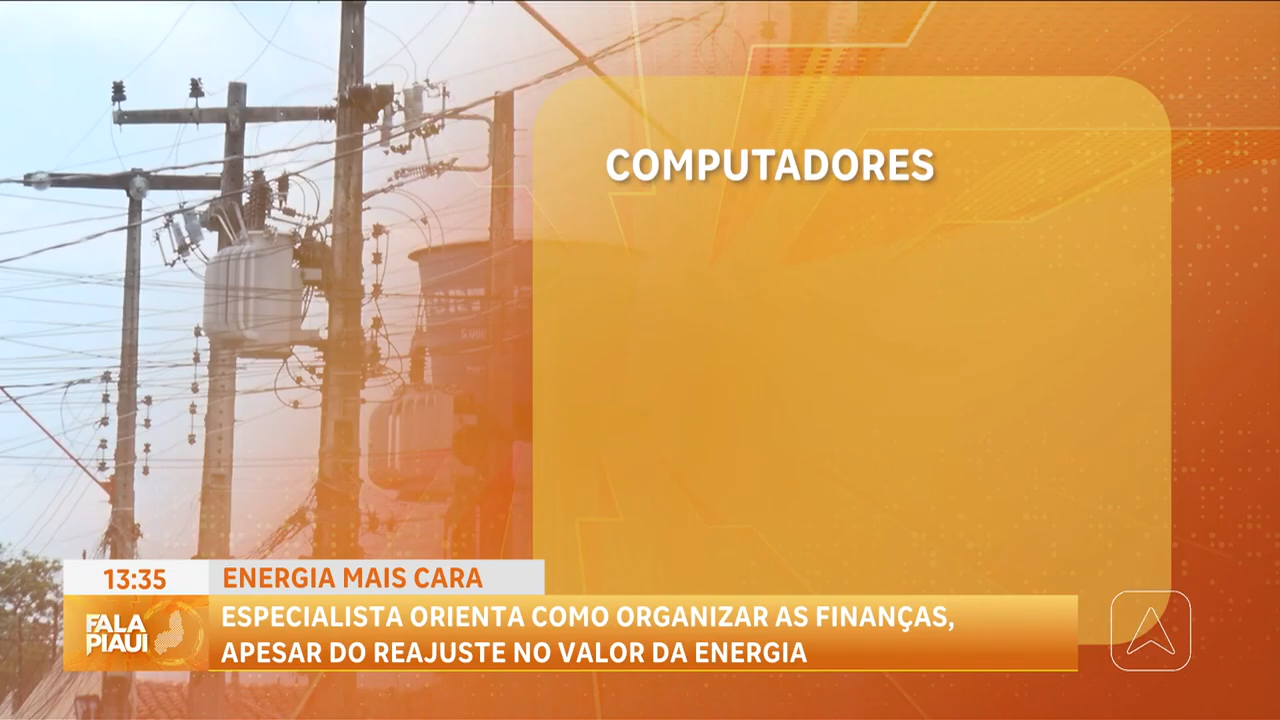 COMPUTADORES
13:35
ENERGIA MAIS CARA
FALA
PIAUÍ
ESPECIALISTA ORIENTA COMO ORGANIZAR AS FINANÇAS,
APESAR DO REAJUSTE NO VALOR DA ENERGIA